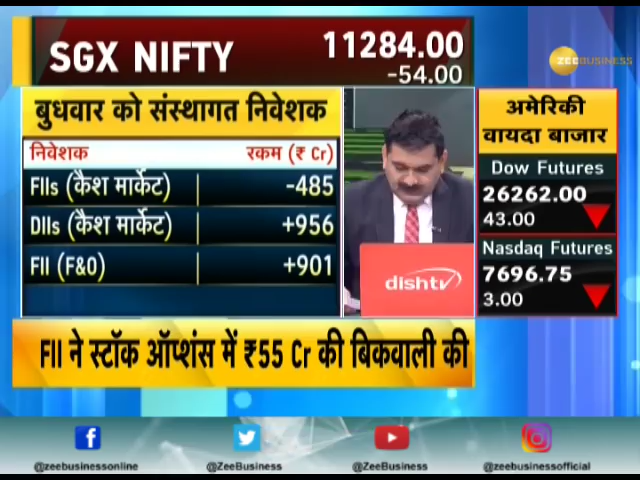 SGX NIFTY
11284.00
-54.00
ZEE BUSINESS
बुधवार को संस्थागत निवेशक
निवेशक रकम (₹ Cr)
FIIs (कैश मार्केट) -485
DIIs (कैश मार्केट) +956
FII (F&O) +901
dishtv
अमेरिकी
वायदा बाजार
Dow Futures
26262.00
43.00
Nasdaq Futures
7696.75
3.00
FII ने स्टॉक ऑप्शंस में ₹55 Cr की बिकवाली की
@zeebusinessonline @ZeeBusiness @ZeeBusiness @zeebusinessofficial